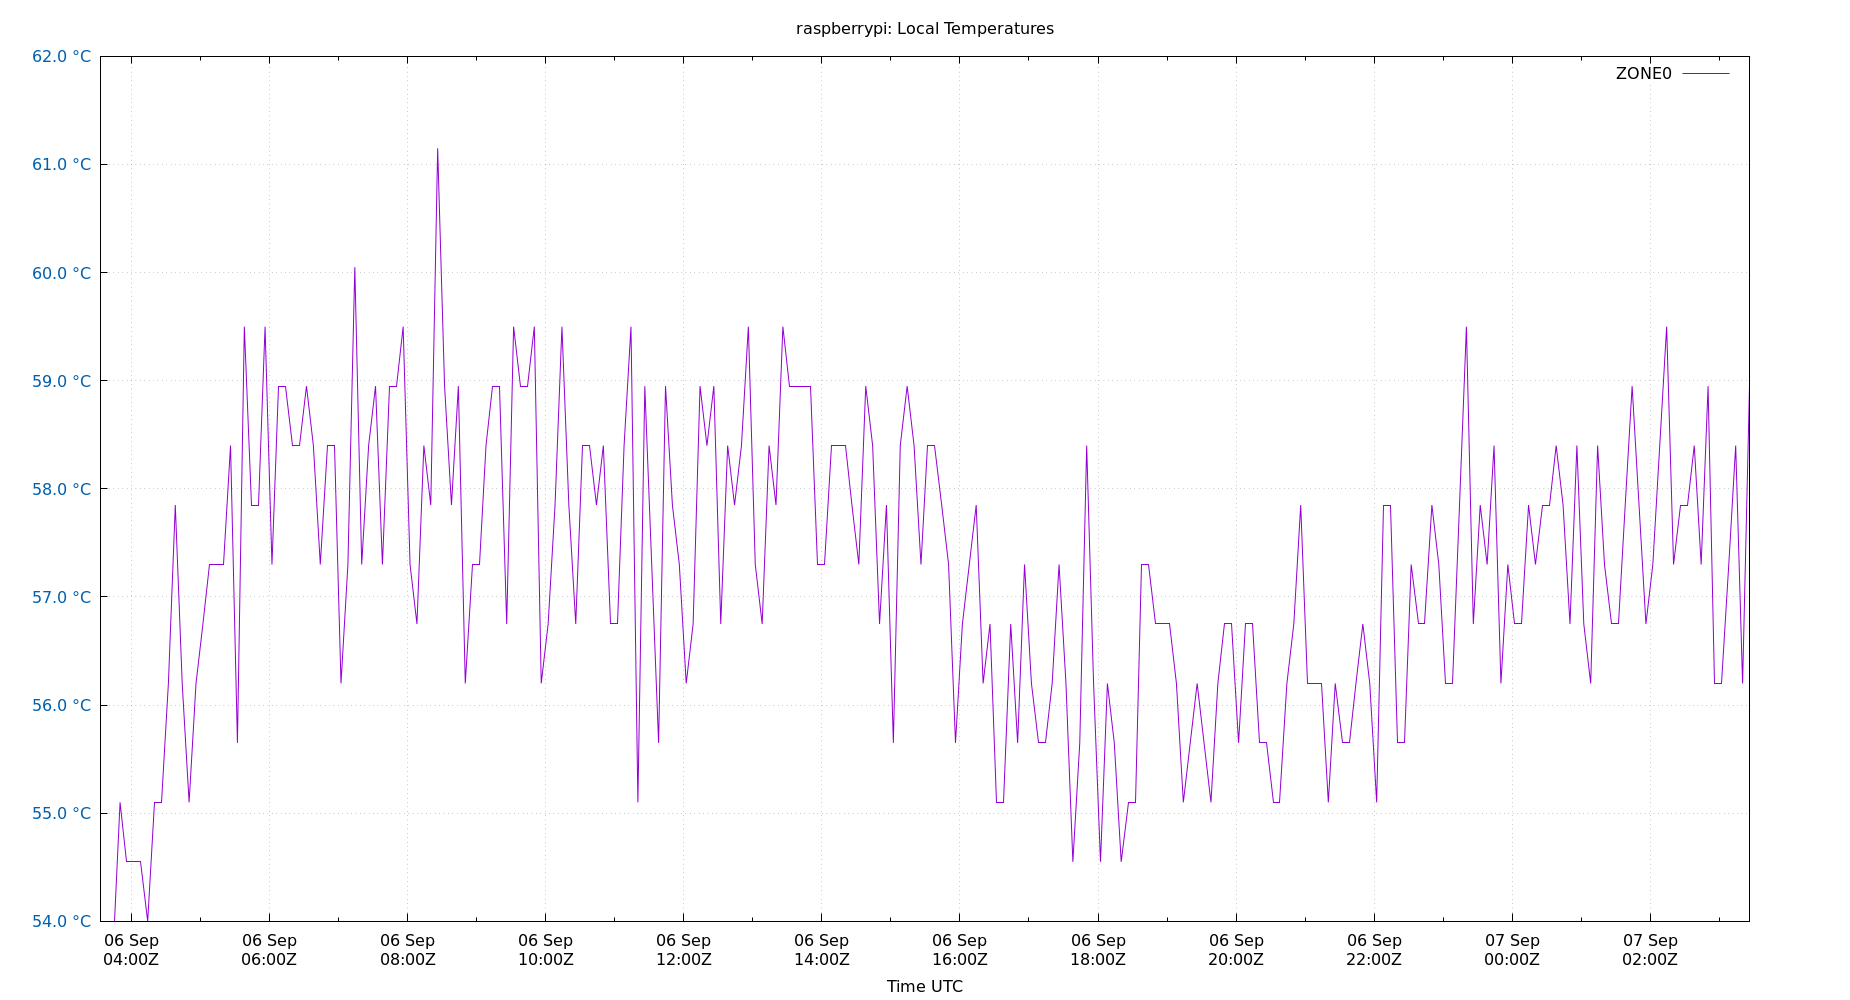 raspberrypi: Local Temperatures
62.0 °C
61.0 °C
60.0 °C
59.0 °C
58.0 °C
57.0 °C
56.0 °C
55.0 °C
54.0 °C
ZONE0
06 Sep 06 Sep 06 Sep 06 Sep 06 Sep 06 Sep 06 Sep 06 Sep 06 Sep 06 Sep 07 Sep 07 Sep
04:00Z 06:00Z 08:00Z 10:00Z 12:00Z 14:00Z 16:00Z 18:00Z 20:00Z 22:00Z 00:00Z 02:00Z
Time UTC